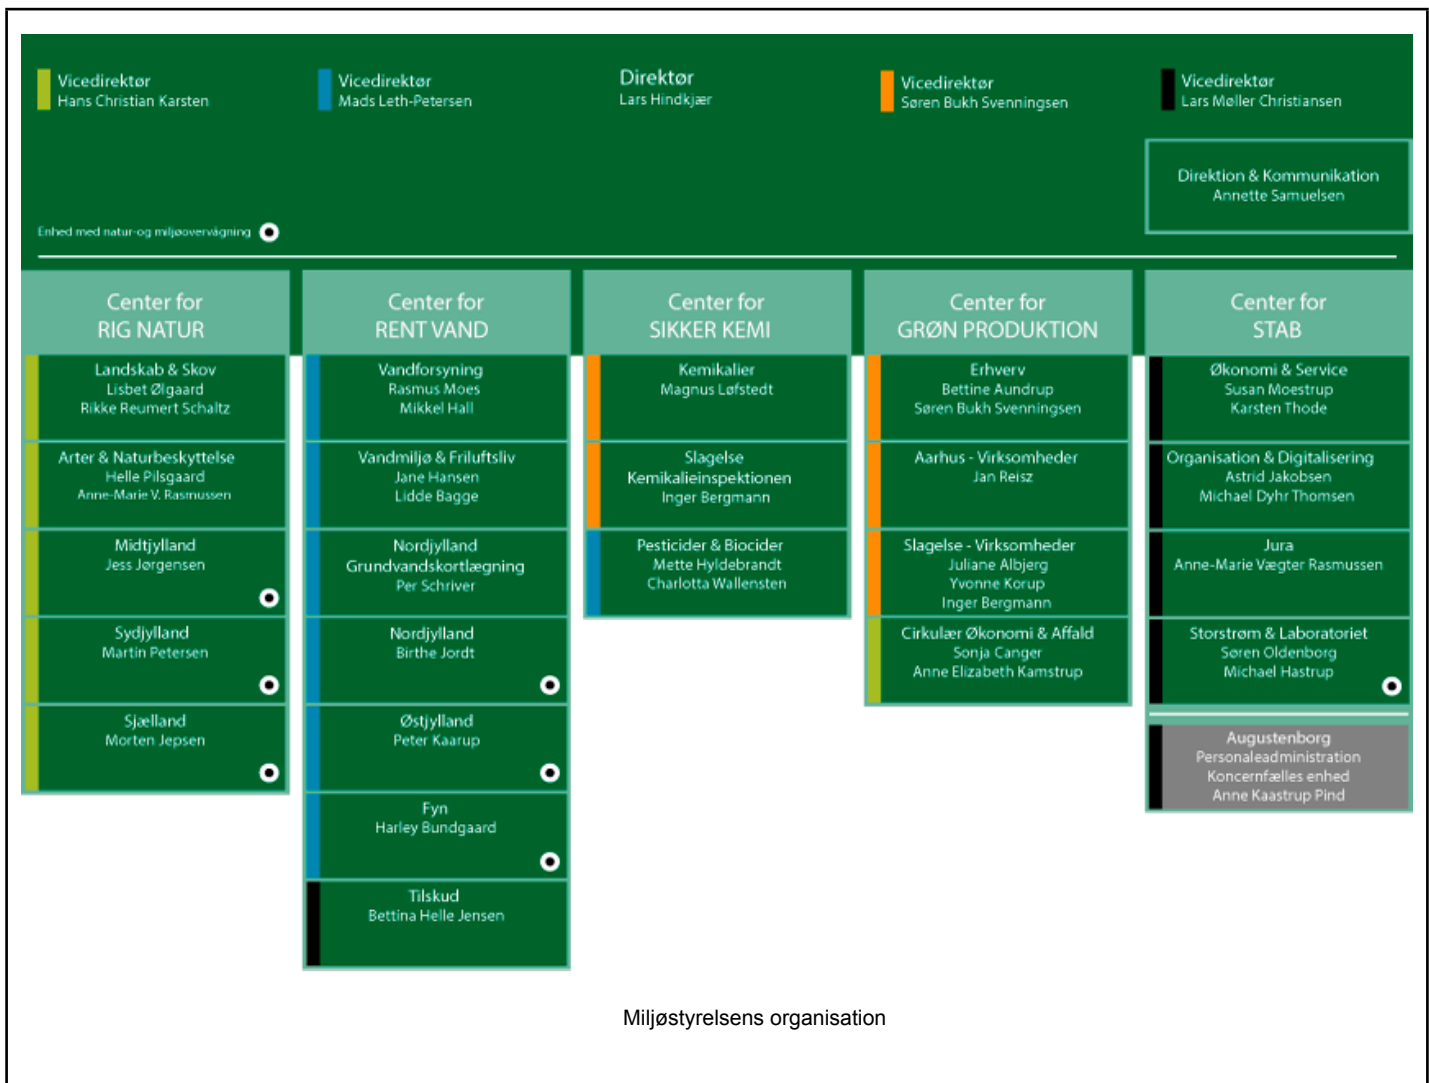 Vicedirektør
Hans Christian Karsten
Vicedirektør
Mads Leth-Petersen
Direktør
Lars Hindkjær
Vicedirektør
Søren Bukh Svenningsen
Vicedirektør
Lars Møller Christiansen
Direktion & Kommunikation
Annette Samuelsen
Enhed med natur-og miljøovervågning
Center for
RIG NATUR
Landskab & Skov
Lisbet Ølgaard
Rikke Reumert Schaltz
Arter & Naturbeskyttelse
Helle Pilsgaard
Anne-Marie V. Rasmussen
Midtjylland
Jess Jørgensen
Sydjylland
Martin Petersen
Sjælland
Morten Jepsen
Center for
RENT VAND
Vandforsyning
Rasmus Moes
Mikkel Hall
Vandmiljø & Friluftsliv
Jane Hansen
Lidde Bagge
Nordjylland
Grundvandskortlægning
Per Schriver
Nordjylland
Birthe Jordt
Østjylland
Peter Kaarup
Fyn
Harley Bundgaard
Tilskud
Bettina Helle Jensen
Center for
SIKKER KEMI
Kemikalier
Magnus Løfstedt
Slagelse
Kemikalieinspektionen
Inger Bergmann
Pesticider & Biocider
Mette Hyldebrandt
Charlotta Wallensten
Center for
GRØN PRODUKTION
Erhverv
Bettine Aundrup
Søren Bukh Svenningsen
Aarhus - Virksomheder
Jan Reisz
Slagelse - Virksomheder
Juliane Albjerg
Yvonne Korup
Inger Bergmann
Cirkulær Økonomi & Affald
Sonja Canger
Anne Elizabeth Kamstrup
Center for
STAB
Økonomi & Service
Susan Moestrup
Karsten Thode
Organisation & Digitalisering
Astrid Jakobsen
Michael Dyhr Thomsen
Jura
Anne-Marie Vægter Rasmussen
Storstrøm & Laboratoriet
Søren Oldenborg
Michael Hastrup
Augustenborg
Personaleadministration
Koncernfælles enhed
Anne Kaastrup Pind
Miljøstyrelsens organisation